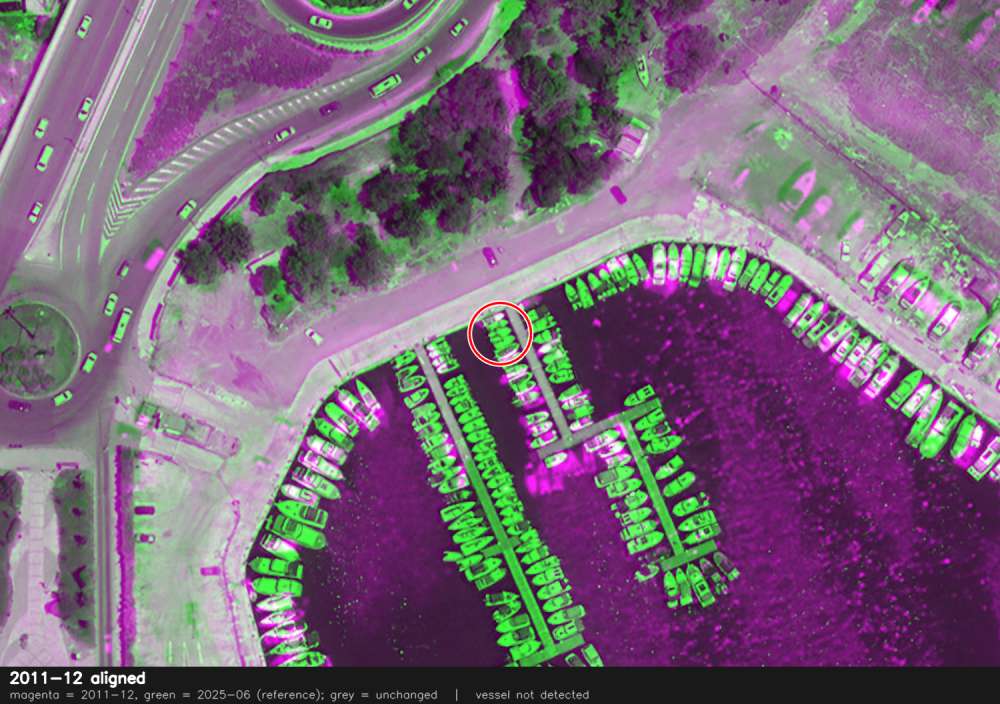 2011-12 aligned
magenta = 2011-12, green = 2025-06 (reference); grey = unchanged | vessel not detected